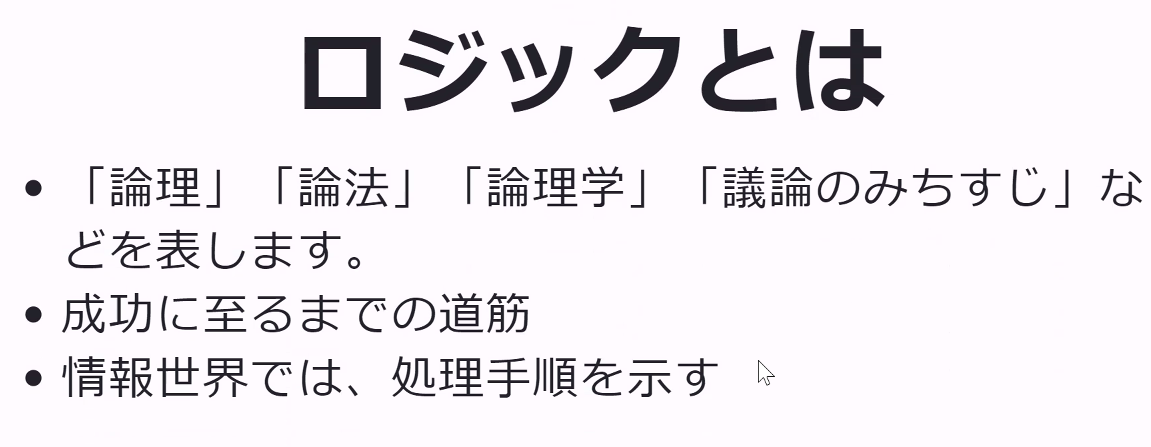 ロジックとは
• 「論理」「論法」「論理学」「議論のみちすじ」な
どを表します。
• 成功に至るまでの道筋
• 情報世界では、処理手順を示す